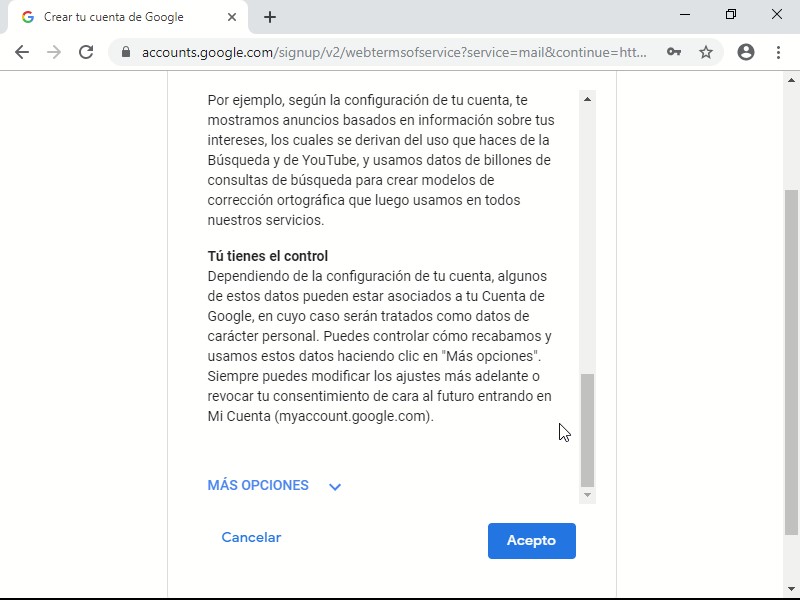 Crear tu cuenta de Google
accounts.google.com/signup/v2/webtermsofservice?service=mail&continue=htt...
Por ejemplo, según la configuración de tu cuenta, te
mostramos anuncios basados en información sobre tus
intereses, los cuales se derivan del uso que haces de la
Búsqueda y de YouTube, y usamos datos de billones de
consultas de búsqueda para crear modelos de
corrección ortográfica que luego usamos en todos
nuestros servicios.
Tú tienes el control
Dependiendo de la configuración de tu cuenta, algunos
de estos datos pueden estar asociados a tu Cuenta de
Google, en cuyo caso serán tratados como datos de
carácter personal. Puedes controlar cómo recabamos y
usamos estos datos haciendo clic en "Más opciones".
Siempre puedes modificar los ajustes más adelante o
revocar tu consentimiento de cara al futuro entrando en
Mi Cuenta (myaccount.google.com).
MÁS OPCIONES
Cancelar
Acepto